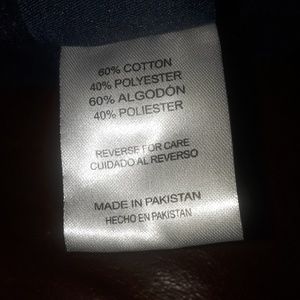 60% COTTON
40% POLYESTER
60% ALGODÓN
40% POLIESTER
REVERSE FOR CARE
CUIDADO AL REVERSO
MADE IN PAKISTAN
HECHO EN PAKISTAN